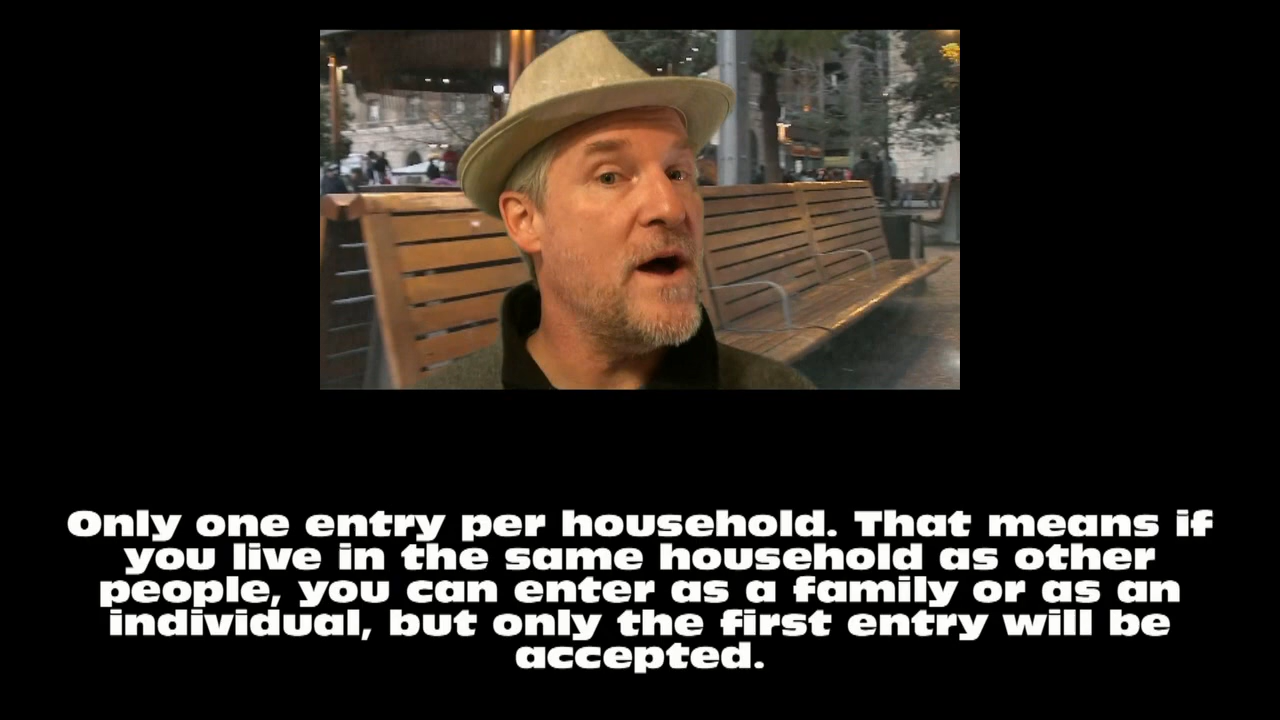 Only one entry per household. That means if
you live in the same household as other
people, you can enter as a family or as an
individual, but only the first entry will be
accepted.